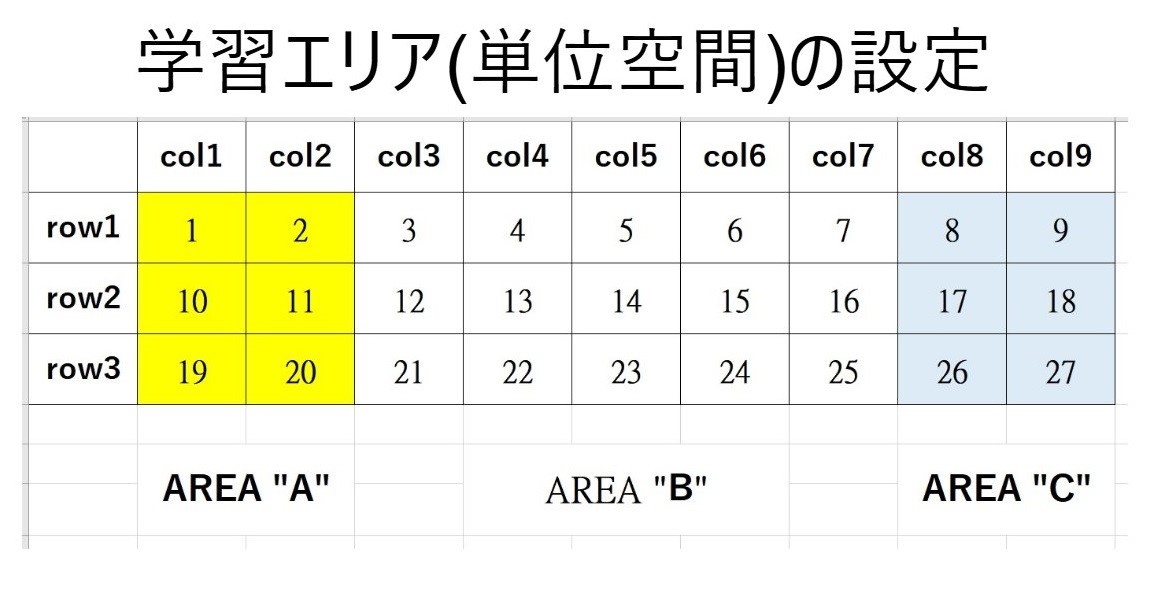 学習エリア(単位空間)の設定
col1 col2 col3 col4 col5 col6 col7 col8 col9
row1 1 2 3 4 5 6 7 8 9
row2 10 11 12 13 14 15 16 17 18
row3 19 20 21 22 23 24 25 26 27
AREA "A" AREA "B" AREA "C"